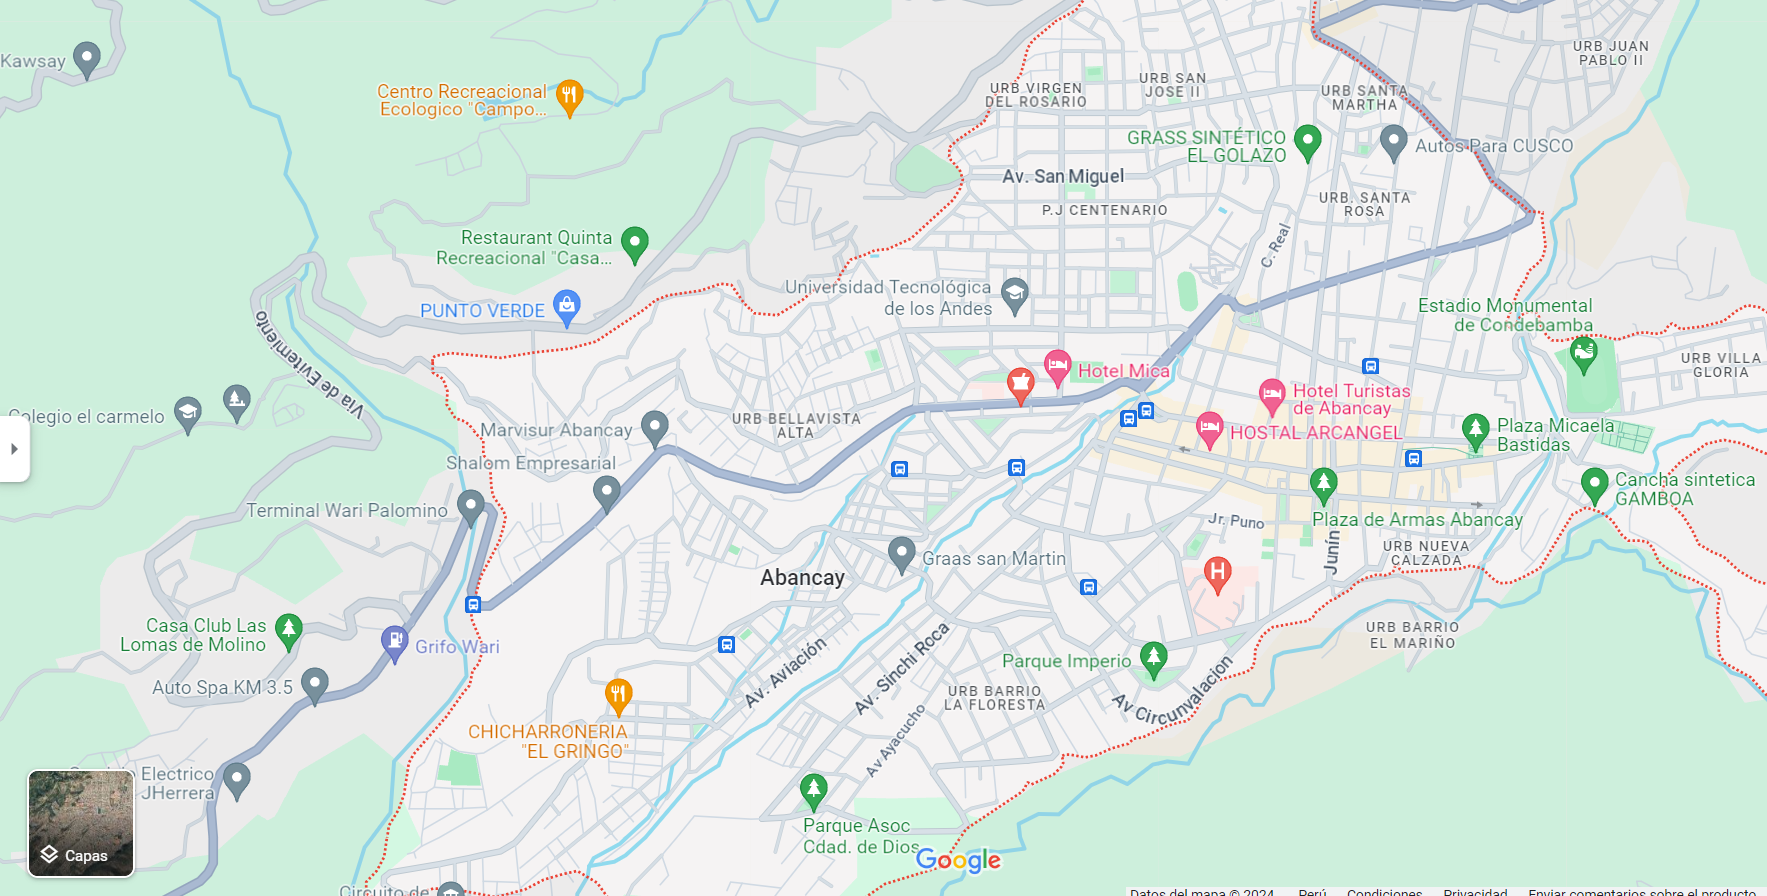 Kawsay
Centro Recreacional
Ecologico "Campo...
URB VIRGEN
DEL ROSARIO
URB SAN
JOSE II
URB SANTA
MARTHA
URB JUAN
PABLO II
GRASS SINTÉTICO
EL GOLAZO
Autos Para CUSCO
Av. San Miguel
P.J CENTENARIO
URB. SANTA
ROSA
C. Real
Restaurant Quinta
Recreacional "Casa...
PUNTO VERDE
Universidad Tecnológica
de los Andes
Estadio Monumental
de Condebamba
URB VILLA
GLORIA
Vía de Evitemiento
Colegio el carmelo
Marvisur Abancay
URB BELLAVISTA
ALTA
Hotel Mica
Hotel Turistas
de Abancay
HOSTAL ARCANGEL
Plaza Micaela
Bastidas
Shalom Empresarial
Cancha sintetica
GAMBOA
Terminal Wari Palomino
Jr. Puno
Plaza de Armas Abancay
Junín
URB NUEVA
CALZADA
Graas san Martin
Abancay
H
Casa Club Las
Lomas de Molino
Grifo Wari
URB BARRIO
EL MARIÑO
Parque Imperio
Av. Aviación
Av. Sinchi Roca
Av Circunvalacion
Auto Spa KM 3.5
URB BARRIO
LA FLORESTA
Av Ayacucho
CHICHARRONERIA
"EL GRINGO"
Electrico
JHerrera
Parque Asoc
Cdad. de Dios
Capas
Google
Circuito de
Datos del mapa © 2024 Perú Condiciones Privacidad Enviar comentarios sobre el producto